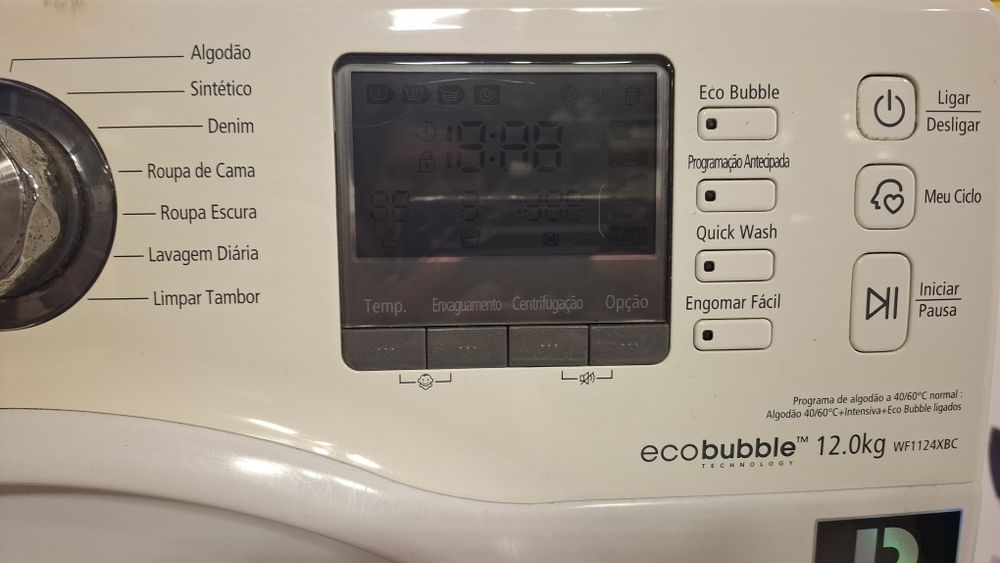 Algodão
Sintético
Denim
Roupa de Cama
Roupa Escura
Lavagem Diária
Limpar Tambor
Temp.
Enxaguamento
Centrifugação
Opção
Eco Bubble
Programação Antecipada
Quick Wash
Engomar Fácil
Ligar
Desligar
Meu Ciclo
Iniciar
Pausa
Programa de algodão a 40/60°C normal :
Algodão 40/60°C+Intensiva+Eco Bubble ligados
ecobubble™ 12.0kg WF1124XBC
TECHNOLOGY